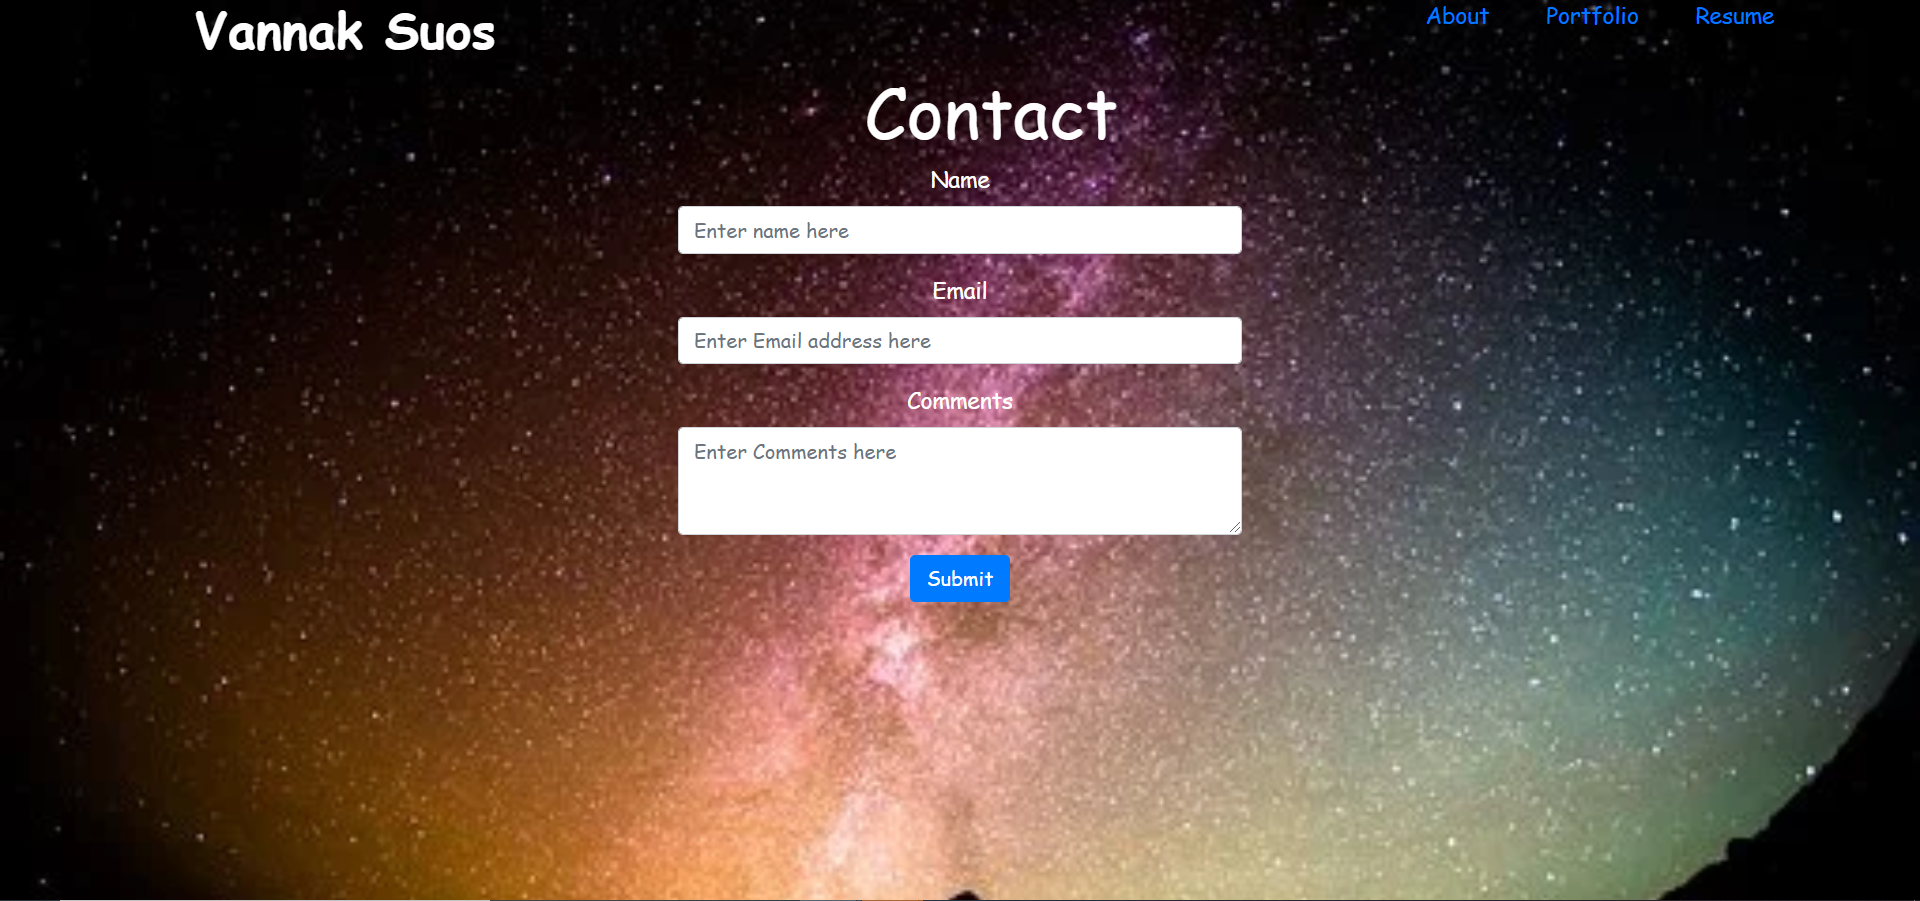 Vannak Suos
About Portfolio Resume
Contact
Name
Enter name here
Email
Enter Email address here
Comments
Enter Comments here
Submit